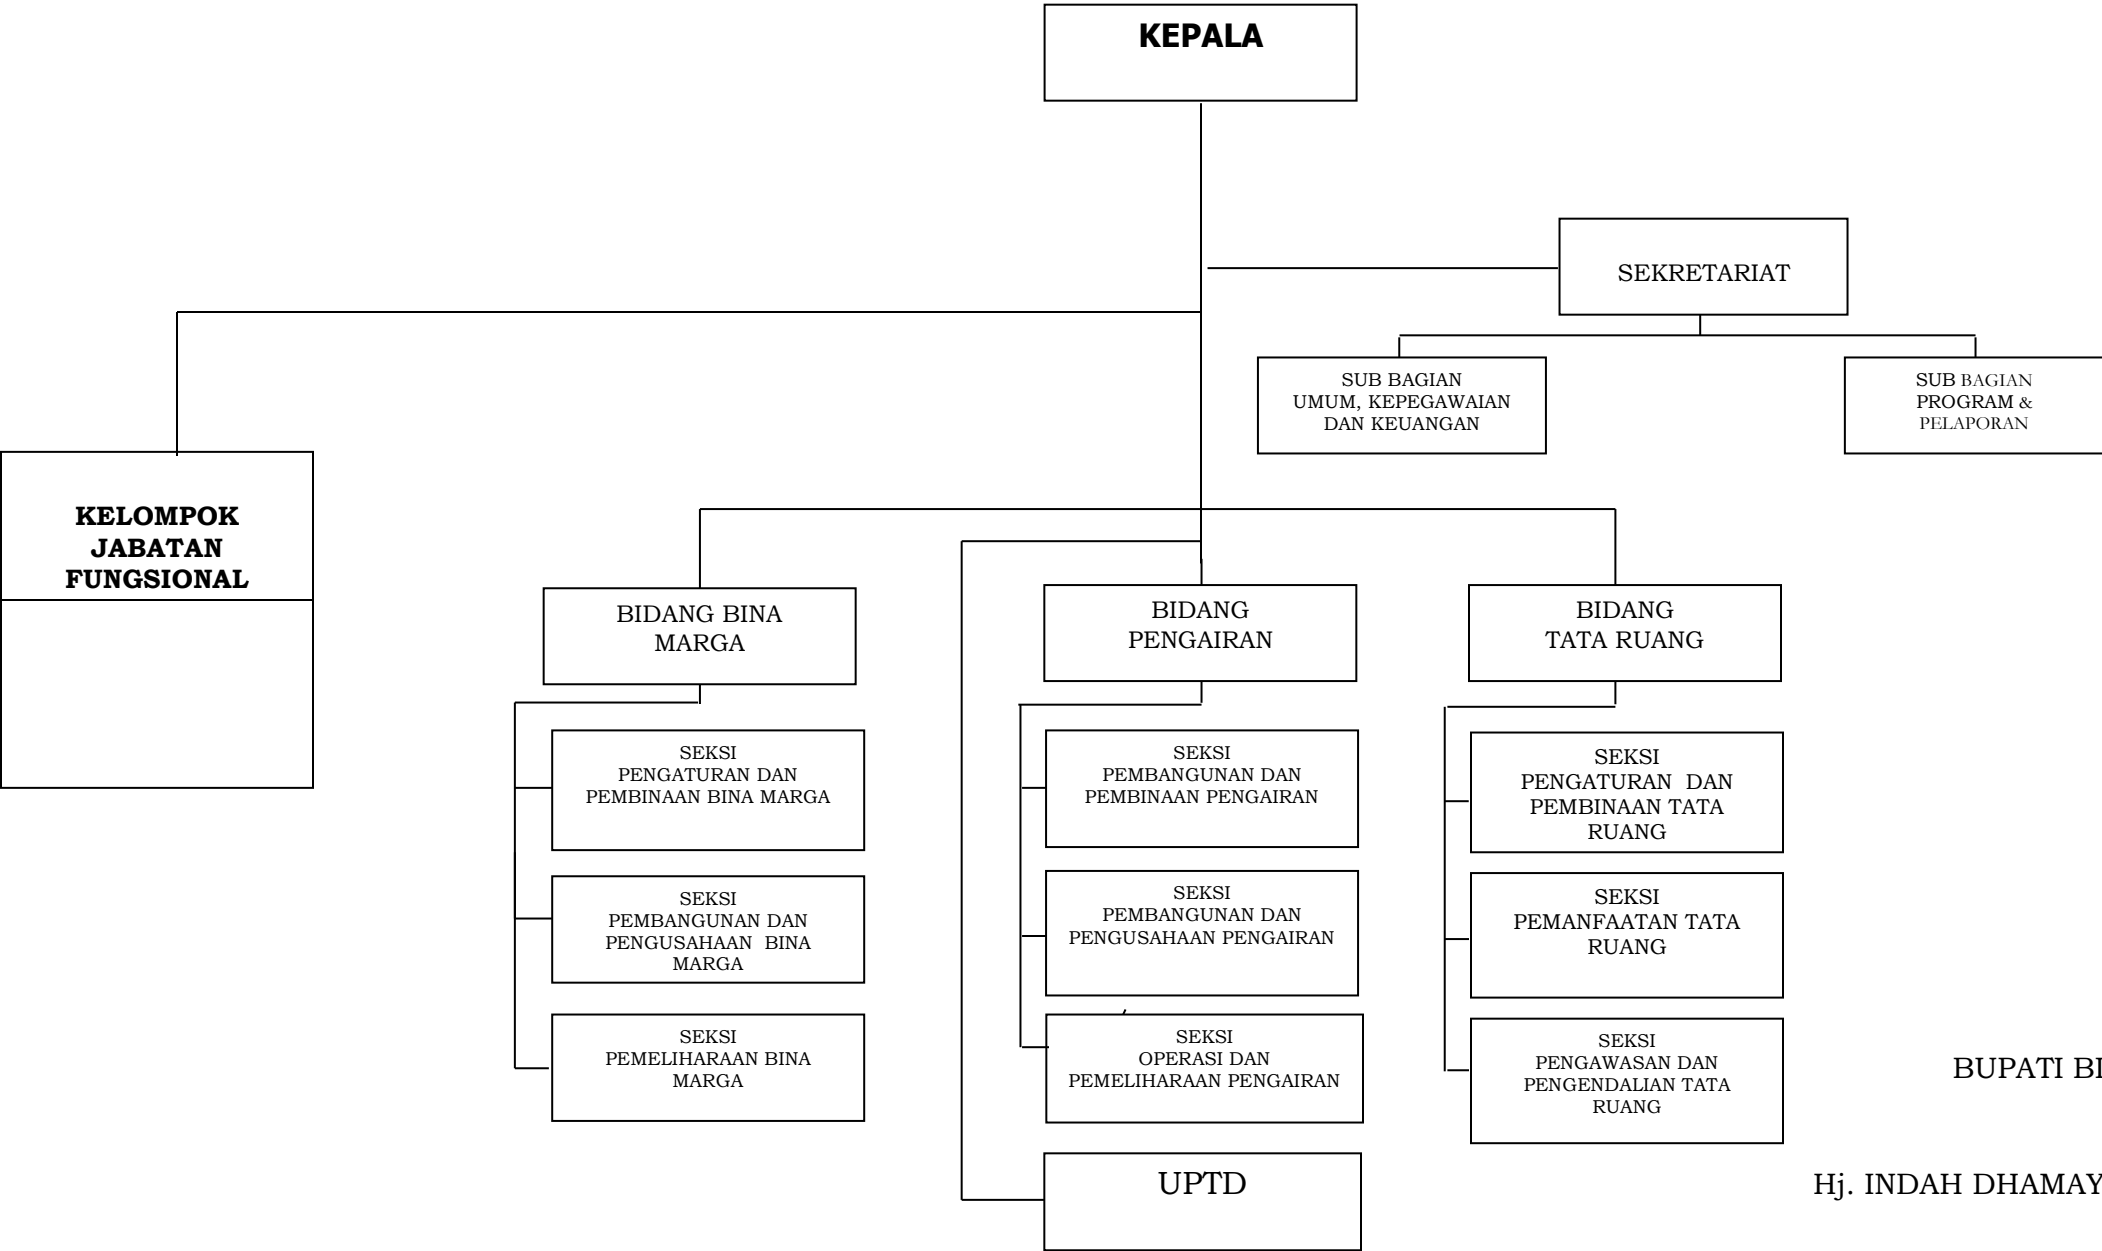 KEPALA
SEKRETARIAT
SUB BAGIAN
UMUM, KEPEGAWAIAN
DAN KEUANGAN
SUB BAGIAN
PROGRAM &
PELAPORAN
KELOMPOK
JABATAN
FUNGSIONAL
BIDANG BINA
MARGA
BIDANG
PENGAIRAN
BIDANG
TATA RUANG
SEKSI
PENGATURAN DAN
PEMBINAAN BINA MARGA
SEKSI
PEMBANGUNAN DAN
PENGUSAHAAN BINA
MARGA
SEKSI
PEMELIHARAAN BINA
MARGA
SEKSI
PEMBANGUNAN DAN
PEMBINAAN PENGAIRAN
SEKSI
PEMBANGUNAN DAN
PENGUSAHAAN PENGAIRAN
SEKSI
OPERASI DAN
PEMELIHARAAN PENGAIRAN
SEKSI
PENGATURAN DAN
PEMBINAAN TATA
RUANG
SEKSI
PEMANFAATAN TATA
RUANG
SEKSI
PENGAWASAN DAN
PENGENDALIAN TATA
RUANG
UPTD
BUPATI
Hj. INDAH